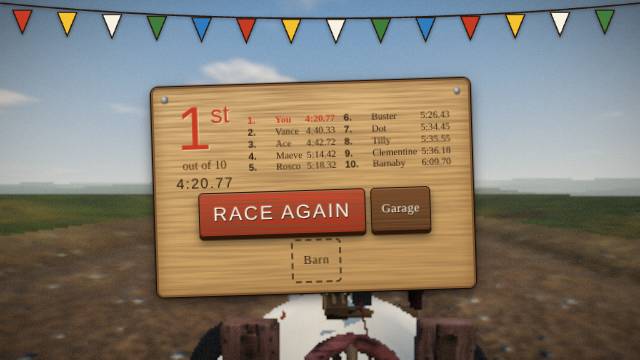 1st
out of 10
4:20.77
1. You 4:20.77
2. Vance 4:40.33
3. Ace 4:42.72
4. Maeve 5:14.42
5. Rosco 5:18.32
6. Buster 5:26.43
7. Dot 5:34.45
8. Tilly 5:35.55
9. Clementine 5:36.18
10. Barnaby 6:09.70
RACE AGAIN
Garage
Barn